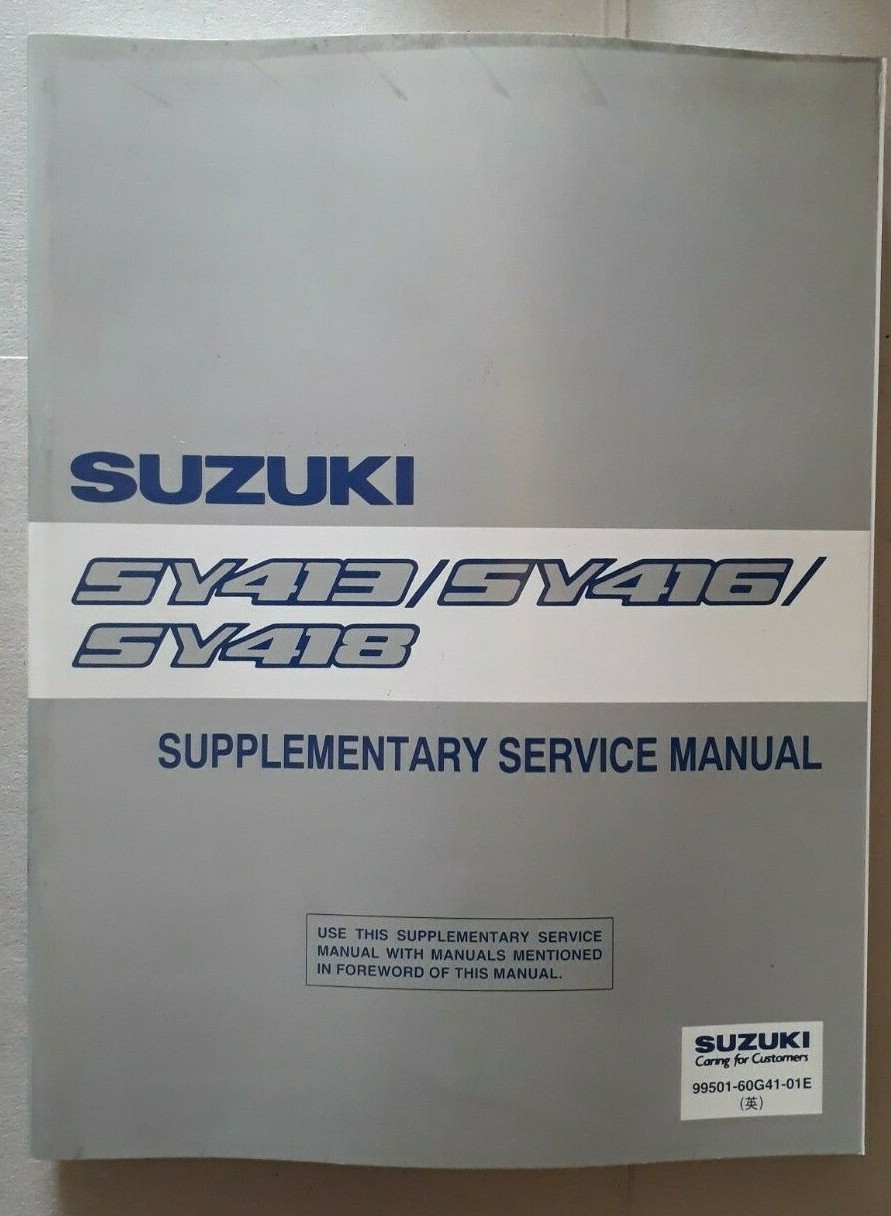 SUZUKI
SY413/SY416/
SY418
SUPPLEMENTARY SERVICE MANUAL
USE THIS SUPPLEMENTARY SERVICE
MANUAL WITH MANUALS MENTIONED
IN FOREWORD OF THIS MANUAL.
SUZUKI
Caring for Customers
99501-60G41-01E
(英)